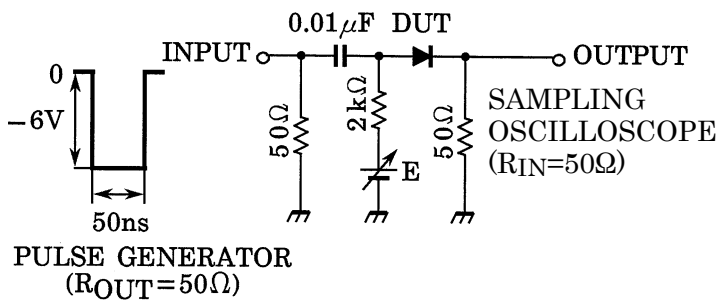 0.01μF DUT
INPUT
OUTPUT
0
−6V
50Ω
2kΩ
50Ω
E
SAMPLING
OSCILLOSCOPE
(RIN=50Ω)
50ns
PULSE GENERATOR
(ROUT=50Ω)